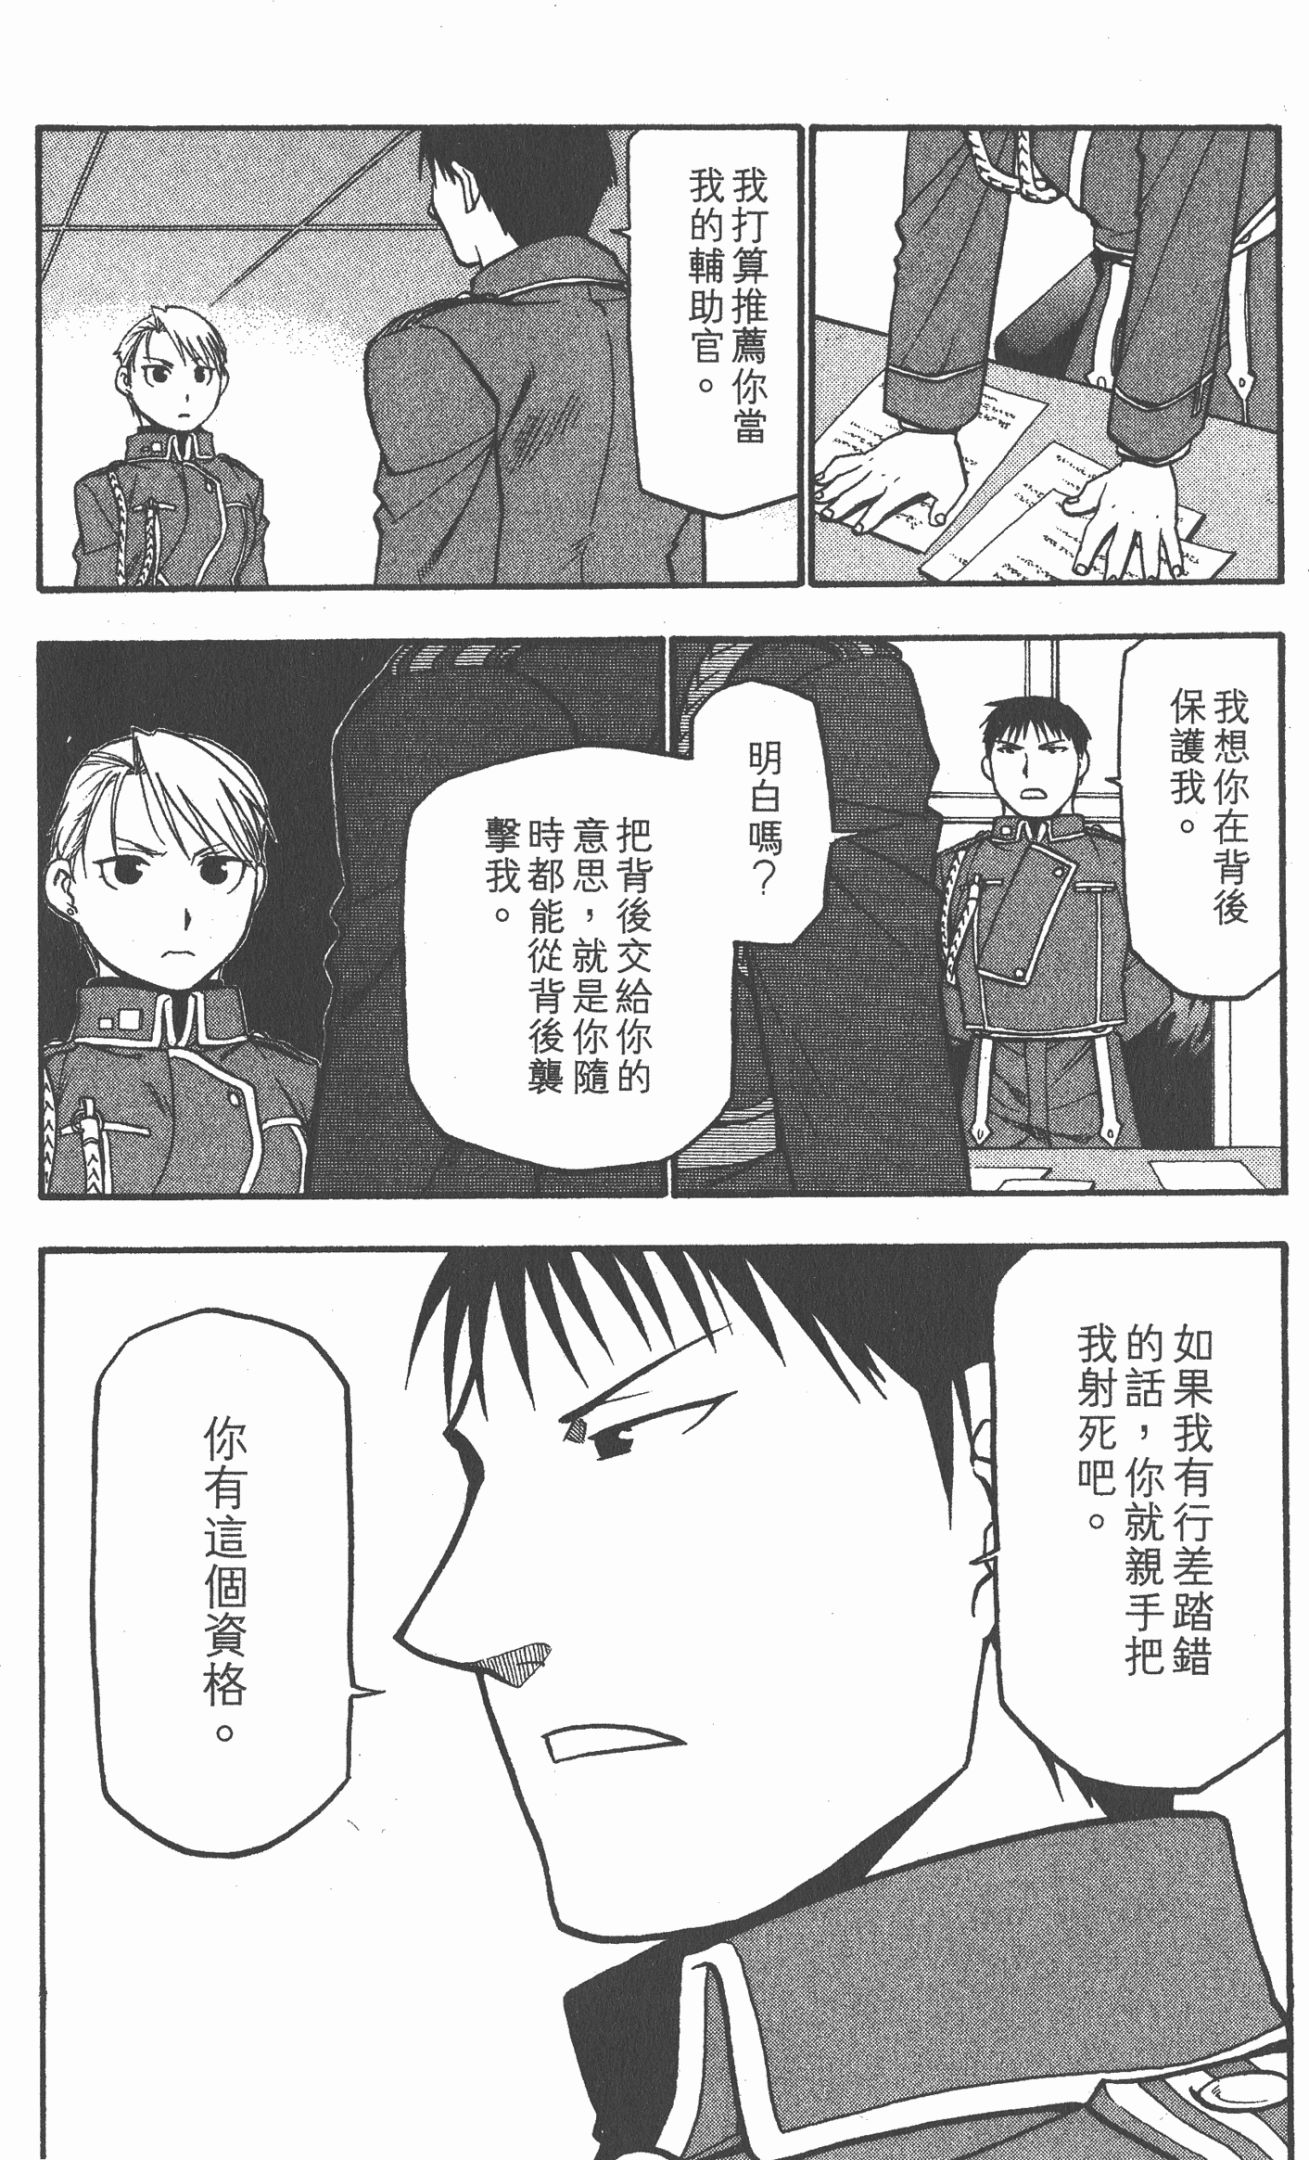 我打算推薦你當
我的輔助官。
我想你在背後
保護我。
明白嗎?
把背後交給你的
意思,就是你隨
時都能從背後襲
擊我。
如果我有行差踏錯
的話,你就親手把
我射死吧。
你有這個資格。